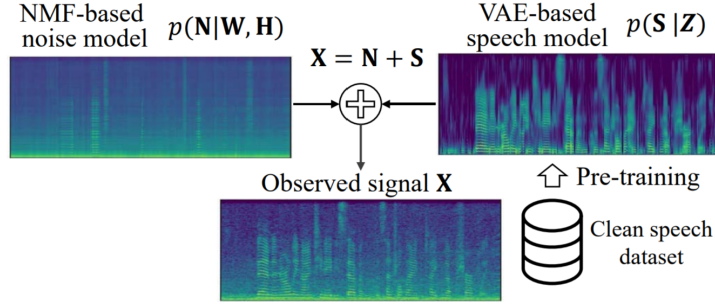 NMF-based
noise model p(N|W, H)
X = N + S
VAE-based
speech model p(S |Z)
Observed signal X
Pre-training
Clean speech
dataset